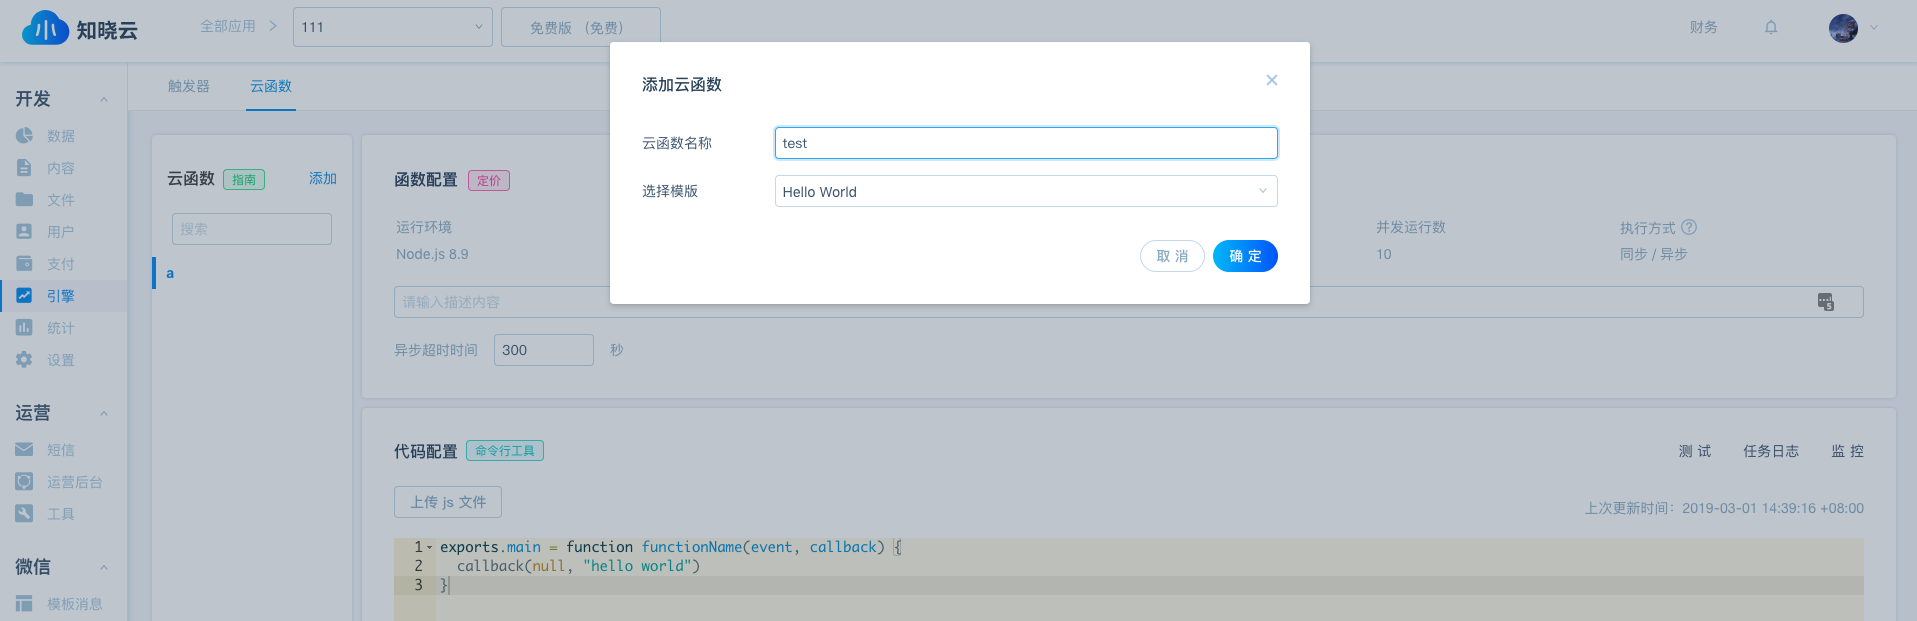 知晓云
全部应用
111
免费版 (免费)
财务
开发
数据
内容
文件
用户
支付
引擎
统计
设置
运营
短信
运营后台
工具
微信
模板消息
触发器
云函数
云函数 指南 添加
搜索
a
添加云函数
云函数名称 test
选择模版 Hello World
取 消 确 定
函数配置 定价
运行环境
Node.js 8.9
并发运行数
10
执行方式
同步 / 异步
请输入描述内容
异步超时时间 300 秒
代码配置 命令行工具
测 试 任务日志 监 控
上传 js 文件
上次更新时间：2019-03-01 14:39:16 +08:00
1 exports.main = function functionName(event, callback) {
2 callback(null, "hello world")
3 }